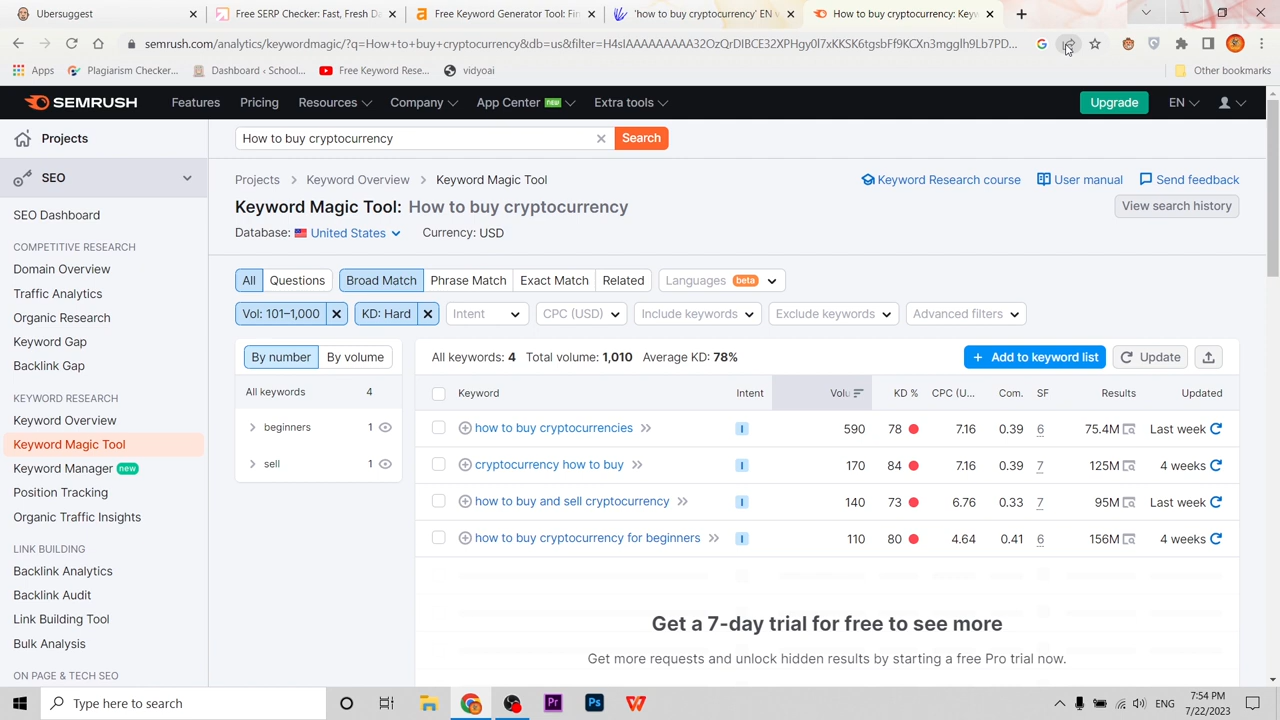 Ubersuggest
Free SERP Checker: Fast, Fresh Da
Free Keyword Generator Tool: Fin
'how to buy cryptocurrency' EN v
How to buy cryptocurrency: Keyw
semrush.com/analytics/keywordmagic/?q=How+to+buy+cryptocurrency&db=us&filter=
Apps
Plagiarism Checker...
Dashboard ‹ School...
Free Keyword Rese...
vidyoai
Other bookmarks
SEMRUSH
Features
Pricing
Resources
Company
App Center new
Extra tools
Upgrade
EN
Projects
How to buy cryptocurrency
Search
SEO
Projects > Keyword Overview > Keyword Magic Tool
Keyword Research course
User manual
Send feedback
Keyword Magic Tool: How to buy cryptocurrency
View search history
Database: United States
Currency: USD
SEO Dashboard
COMPETITIVE RESEARCH
Domain Overview
Traffic Analytics
Organic Research
Keyword Gap
Backlink Gap
KEYWORD RESEARCH
Keyword Overview
Keyword Magic Tool
Keyword Manager new
Position Tracking
Organic Traffic Insights
LINK BUILDING
Backlink Analytics
Backlink Audit
Link Building Tool
Bulk Analysis
ON PAGE & TECH SEO
All
Questions
Broad Match
Phrase Match
Exact Match
Related
Languages beta
Vol: 101–1,000
KD: Hard
Intent
CPC (USD)
Include keywords
Exclude keywords
Advanced filters
By number
By volume
All keywords 4
beginners 1
sell 1
All keywords: 4 Total volume: 1,010 Average KD: 78%
+ Add to keyword list
Update
Keyword Intent Volu KD % CPC (U... Com. SF Results Updated
how to buy cryptocurrencies I 590 78 7.16 0.39 6 75.4M Last week
cryptocurrency how to buy I 170 84 7.16 0.39 7 125M 4 weeks
how to buy and sell cryptocurrency I 140 73 6.76 0.33 7 95M Last week
how to buy cryptocurrency for beginners I 110 80 4.64 0.41 6 156M 4 weeks
Get a 7-day trial for free to see more
Get more requests and unlock hidden results by starting a free Pro trial now.
Type here to search
Pr
Ps
ENG
7:54 PM
7/22/2023